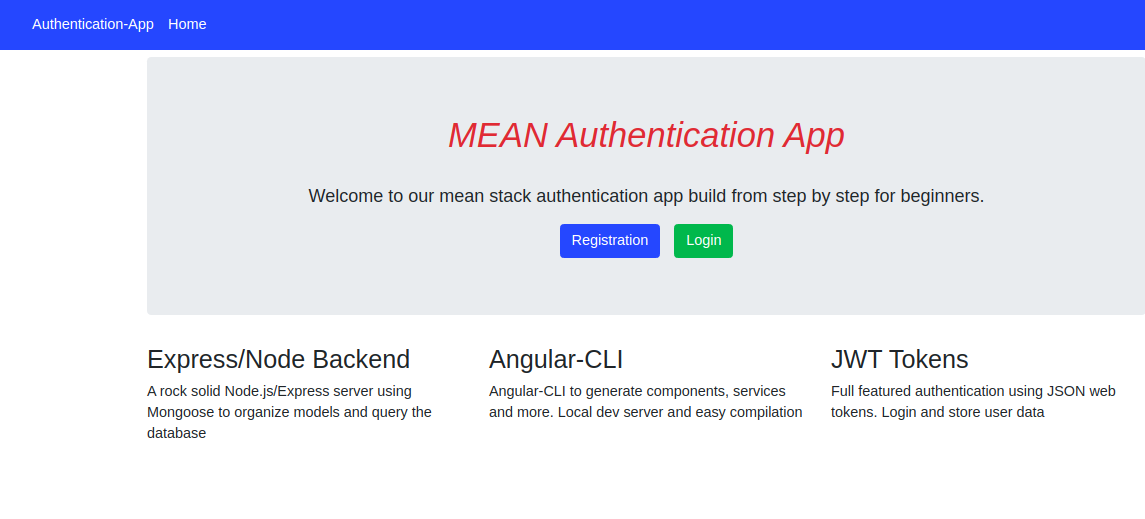 Authentication-App Home
MEAN Authentication App
Welcome to our mean stack authentication app build from step by step for beginners.
Registration Login
Express/Node Backend
A rock solid Node.js/Express server using
Mongoose to organize models and query the
database
Angular-CLI
Angular-CLI to generate components, services
and more. Local dev server and easy compilation
JWT Tokens
Full featured authentication using JSON web
tokens. Login and store user data